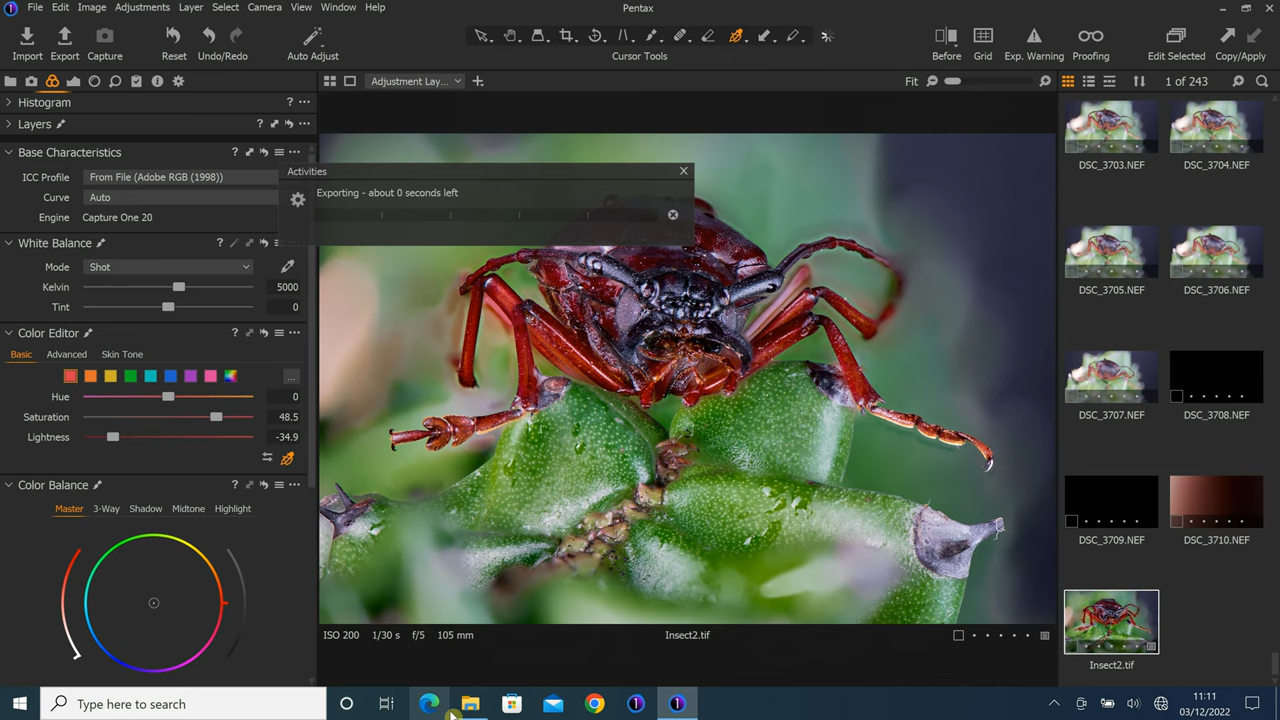 File Edit Image Adjustments Layer Select Camera View Window Help
Pentax
Import Export Capture Reset Undo/Redo Auto Adjust Cursor Tools Before Grid Exp. Warning Proofing Edit Selected Copy/Apply
Adjustment Lay... Fit 1 of 243
Histogram ? ...
Layers ? ...
Base Characteristics ? ...
ICC Profile From File (Adobe RGB (1998))
Curve Auto
Engine Capture One 20
White Balance ? ...
Mode Shot
Kelvin 5000
Tint 0
Color Editor ? ...
Basic Advanced Skin Tone
...
Hue 0
Saturation 48.5
Lightness -34.9
Color Balance ? ...
Master 3-Way Shadow Midtone Highlight
Activities
Exporting - about 0 seconds left
ISO 200 1/30 s f/5 105 mm Insect2.tif
DSC_3703.NEF DSC_3704.NEF
DSC_3705.NEF DSC_3706.NEF
DSC_3707.NEF DSC_3708.NEF
DSC_3709.NEF DSC_3710.NEF
Insect2.tif
Type here to search
11:11
03/12/2022